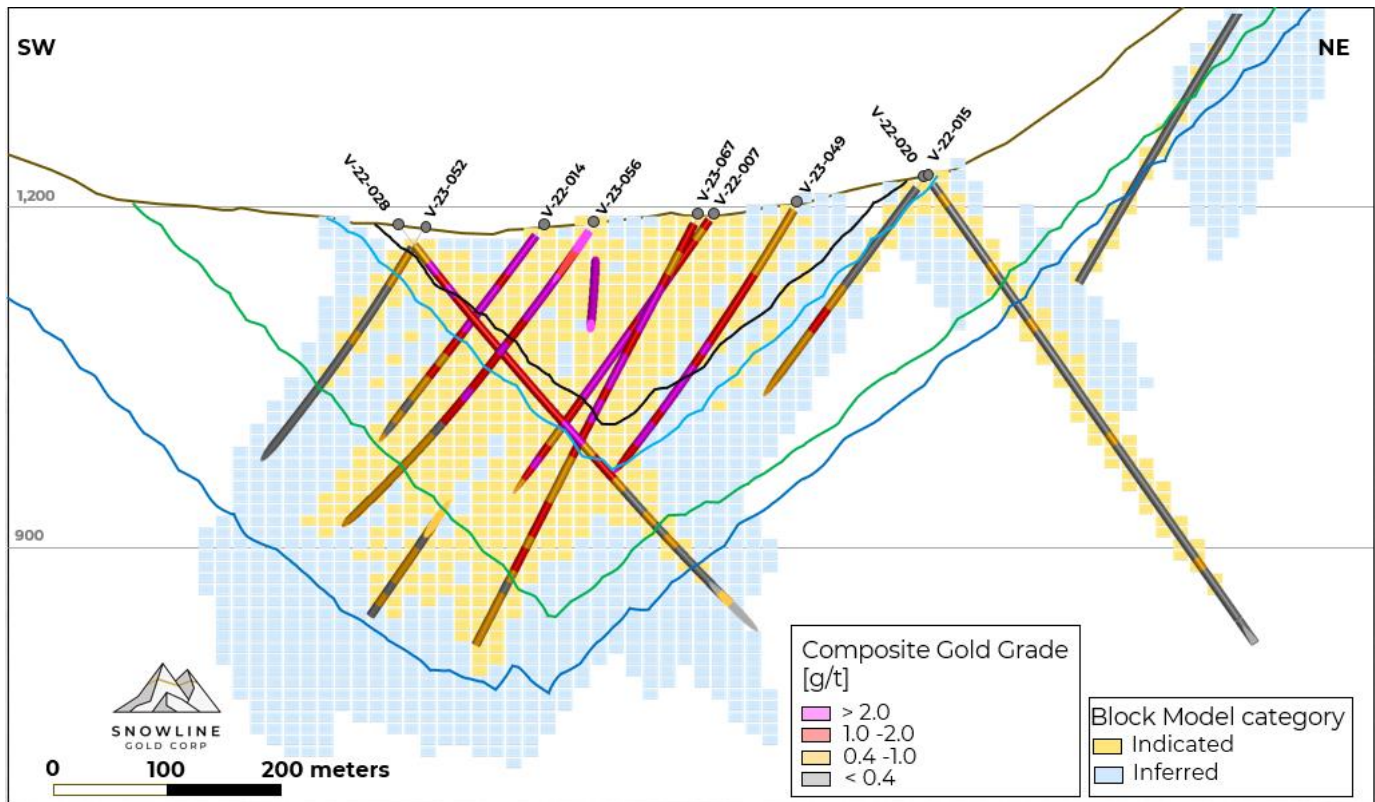 SW
NE
V-22-028
V-23-052
V-22-014
V-23-056
V-23-067
V-22-007
V-23-049
V-22-020
V-22-015
1,200
900
SNOWLINE
GOLD CORP
0 100 200 meters
Composite Gold Grade
[g/t]
> 2.0
1.0 -2.0
0.4 -1.0
< 0.4
Block Model category
Indicated
Inferred